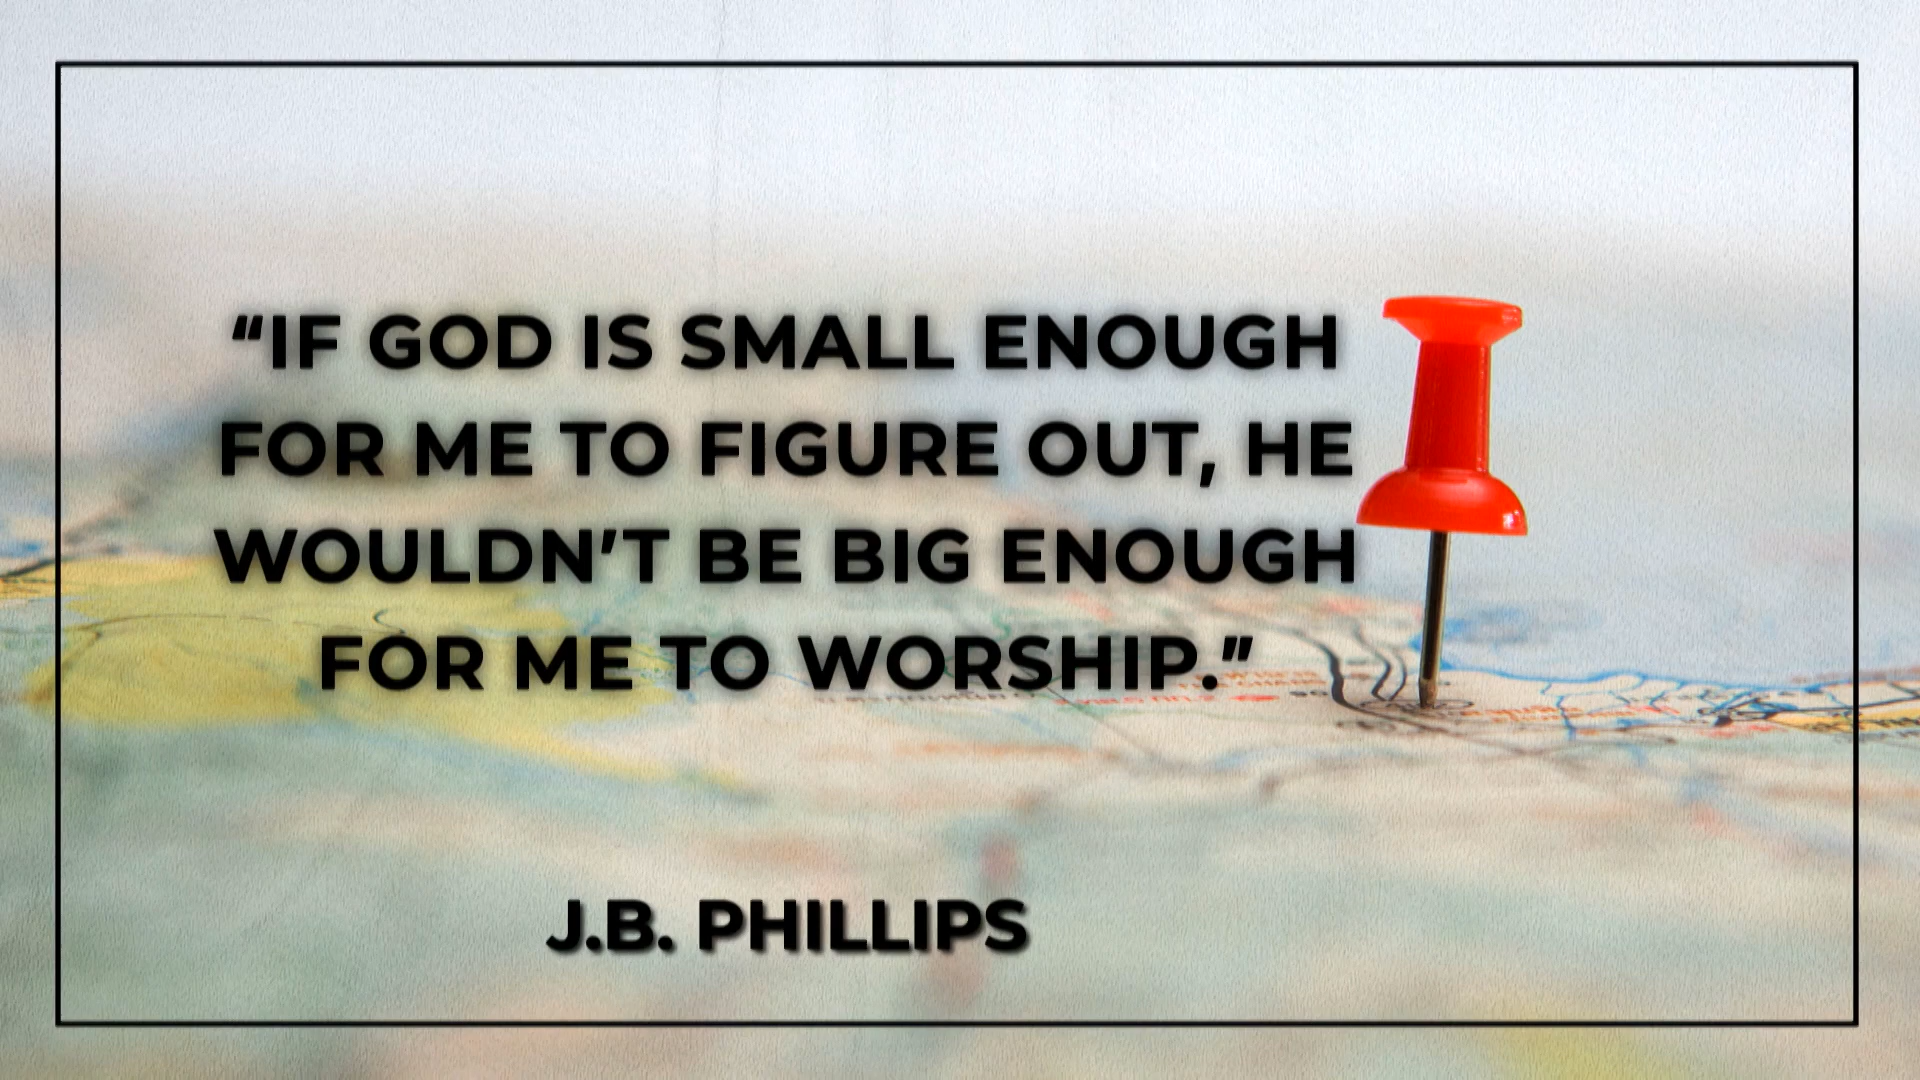 “IF GOD IS SMALL ENOUGH
FOR ME TO FIGURE OUT, HE
WOULDN’T BE BIG ENOUGH
FOR ME TO WORSHIP.”
J.B. PHILLIPS